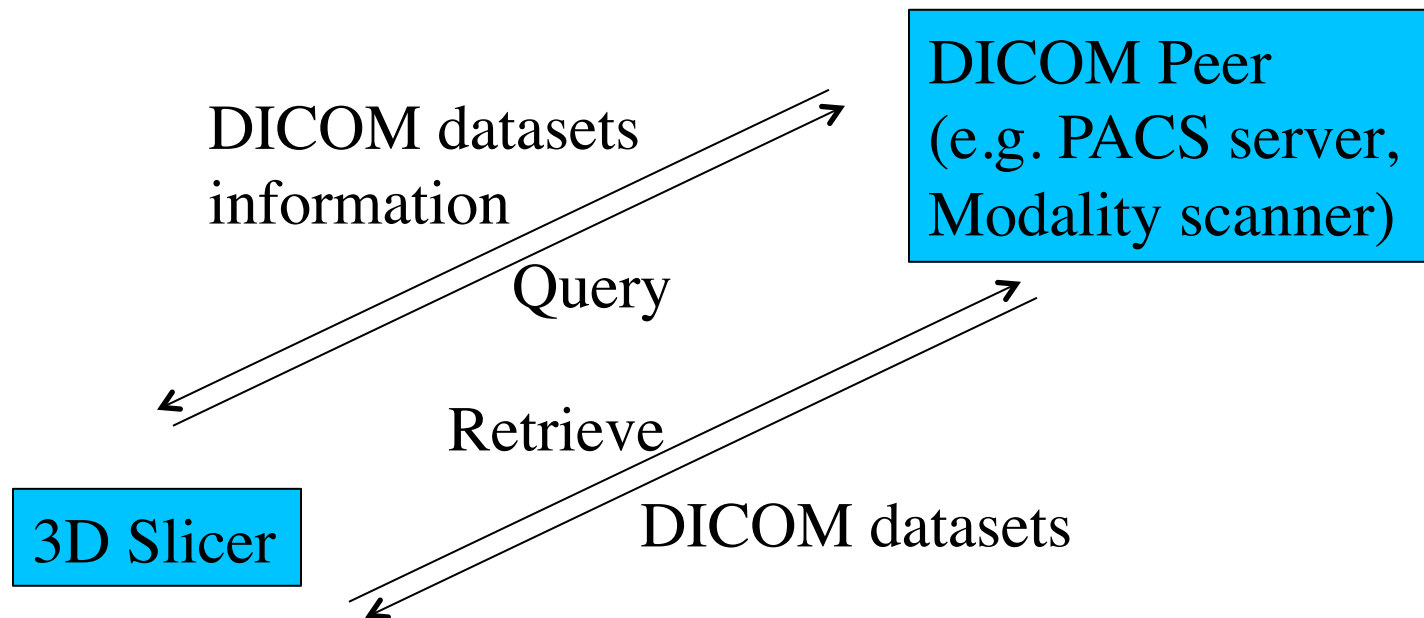 DICOM Peer
(e.g. PACS server,
Modality scanner)
DICOM datasets
information
Query
Retrieve
DICOM datasets
3D Slicer